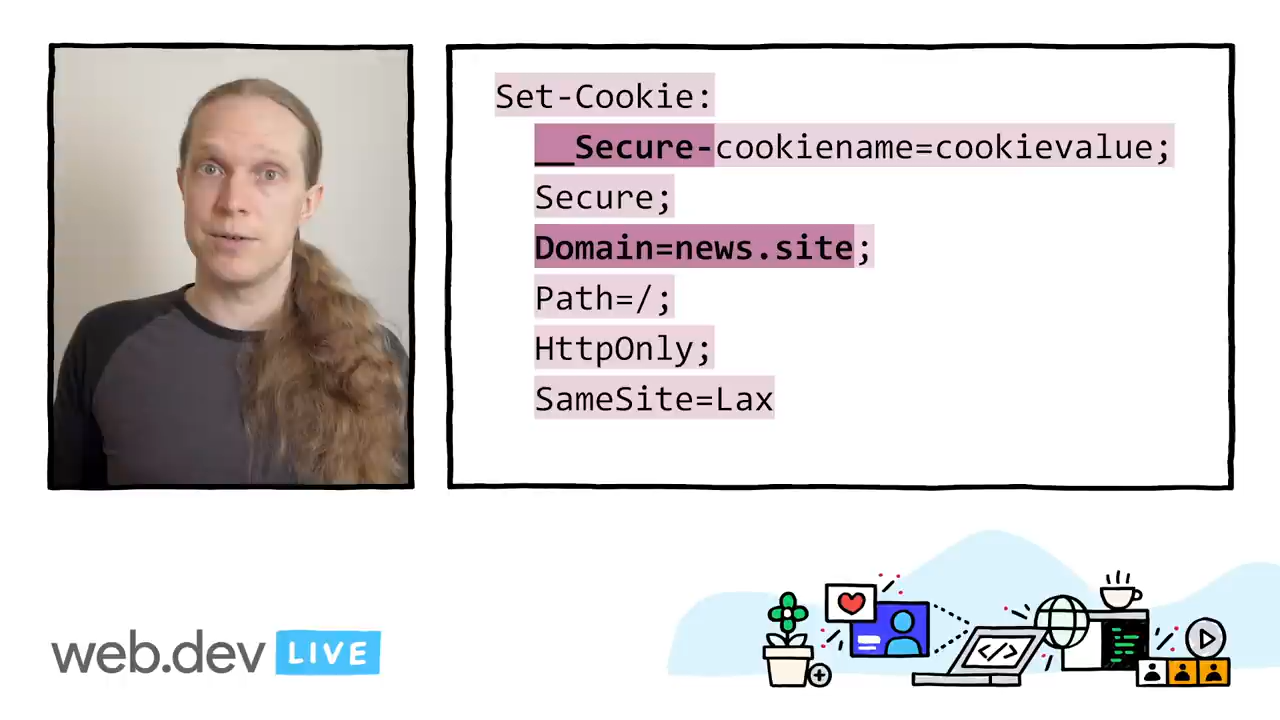 Set-Cookie:
__Secure-cookiename=cookievalue;
Secure;
Domain=news.site;
Path=/;
HttpOnly;
SameSite=Lax
web.dev LIVE
</>